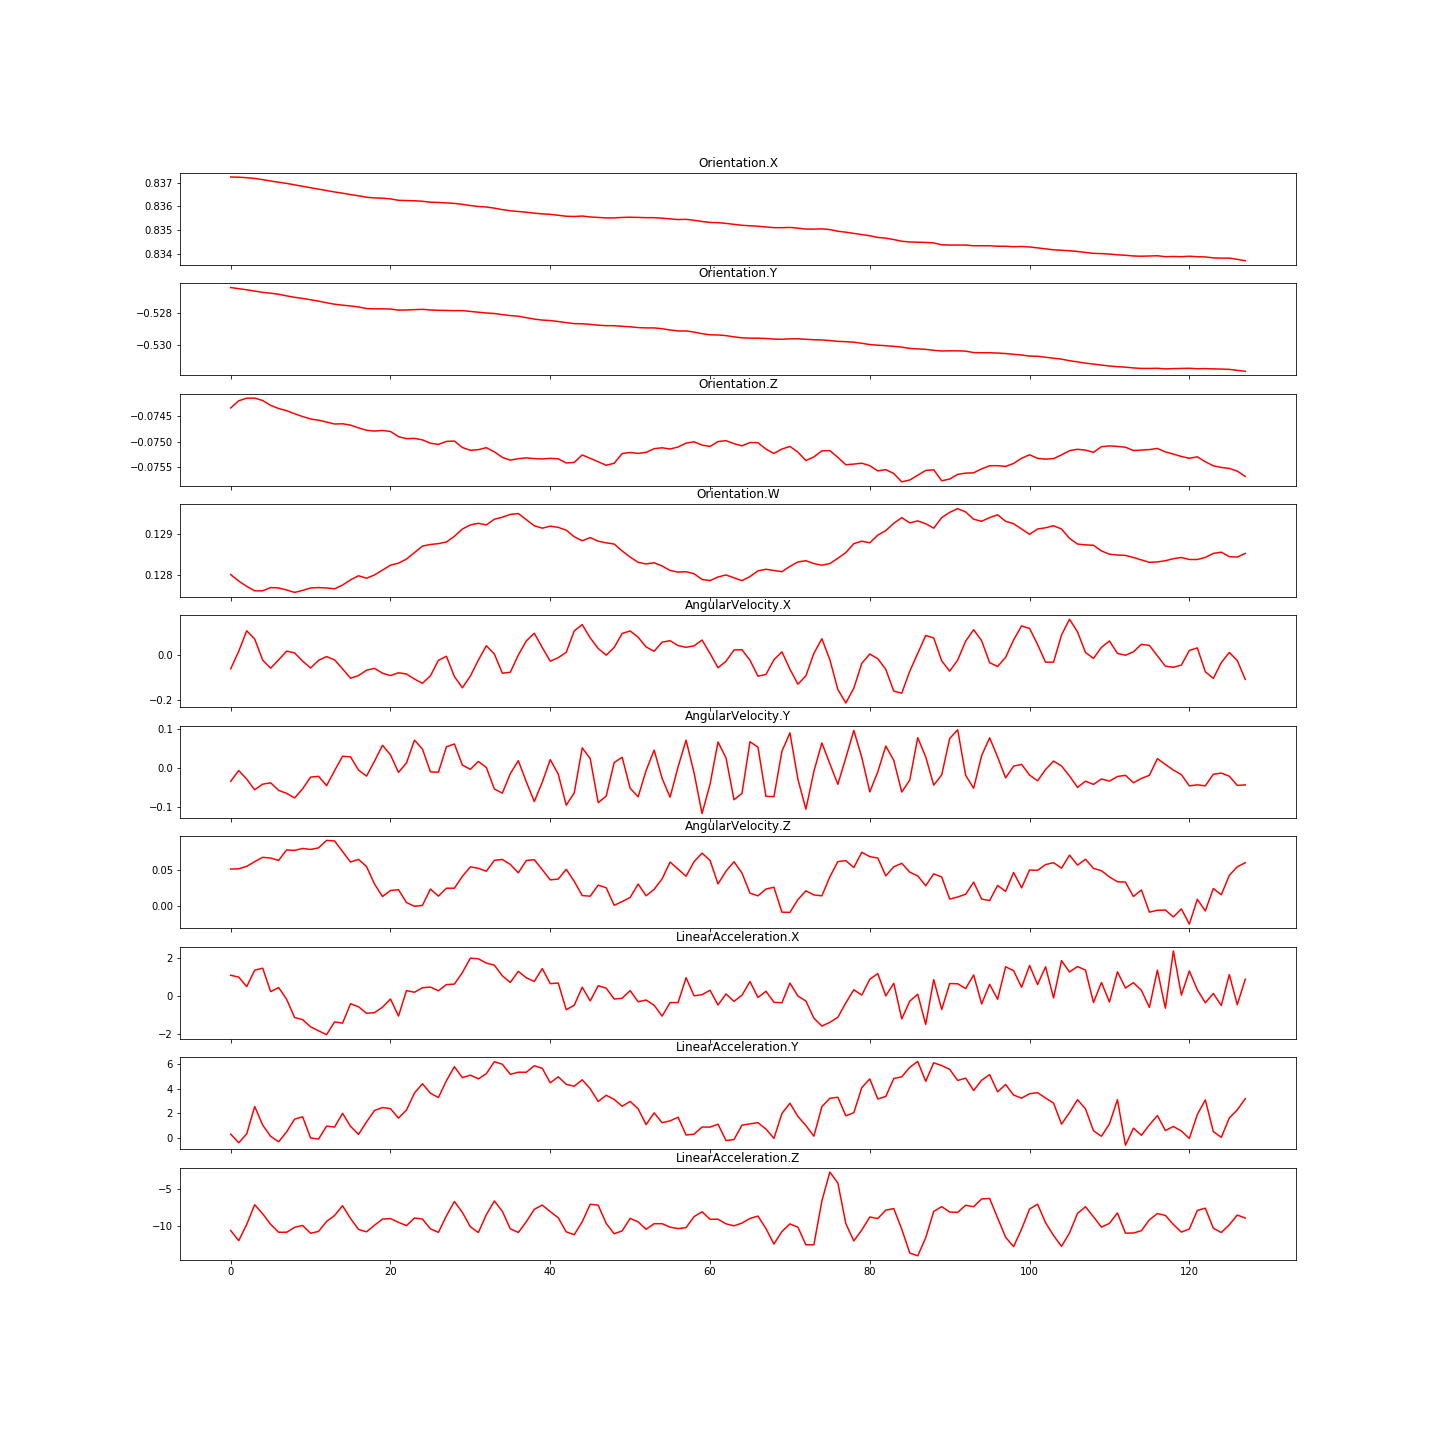 Orientation.X
0.837
0.836
0.835
0.834
Orientation.Y
−0.528
−0.530
Orientation.Z
−0.0745
−0.0750
−0.0755
Orientation.W
0.129
0.128
AngularVelocity.X
0.0
−0.2
AngularVelocity.Y
0.1
0.0
−0.1
AngularVelocity.Z
0.05
0.00
LinearAcceleration.X
2
0
−2
LinearAcceleration.Y
6
4
2
0
LinearAcceleration.Z
−5
−10
0 20 40 60 80 100 120